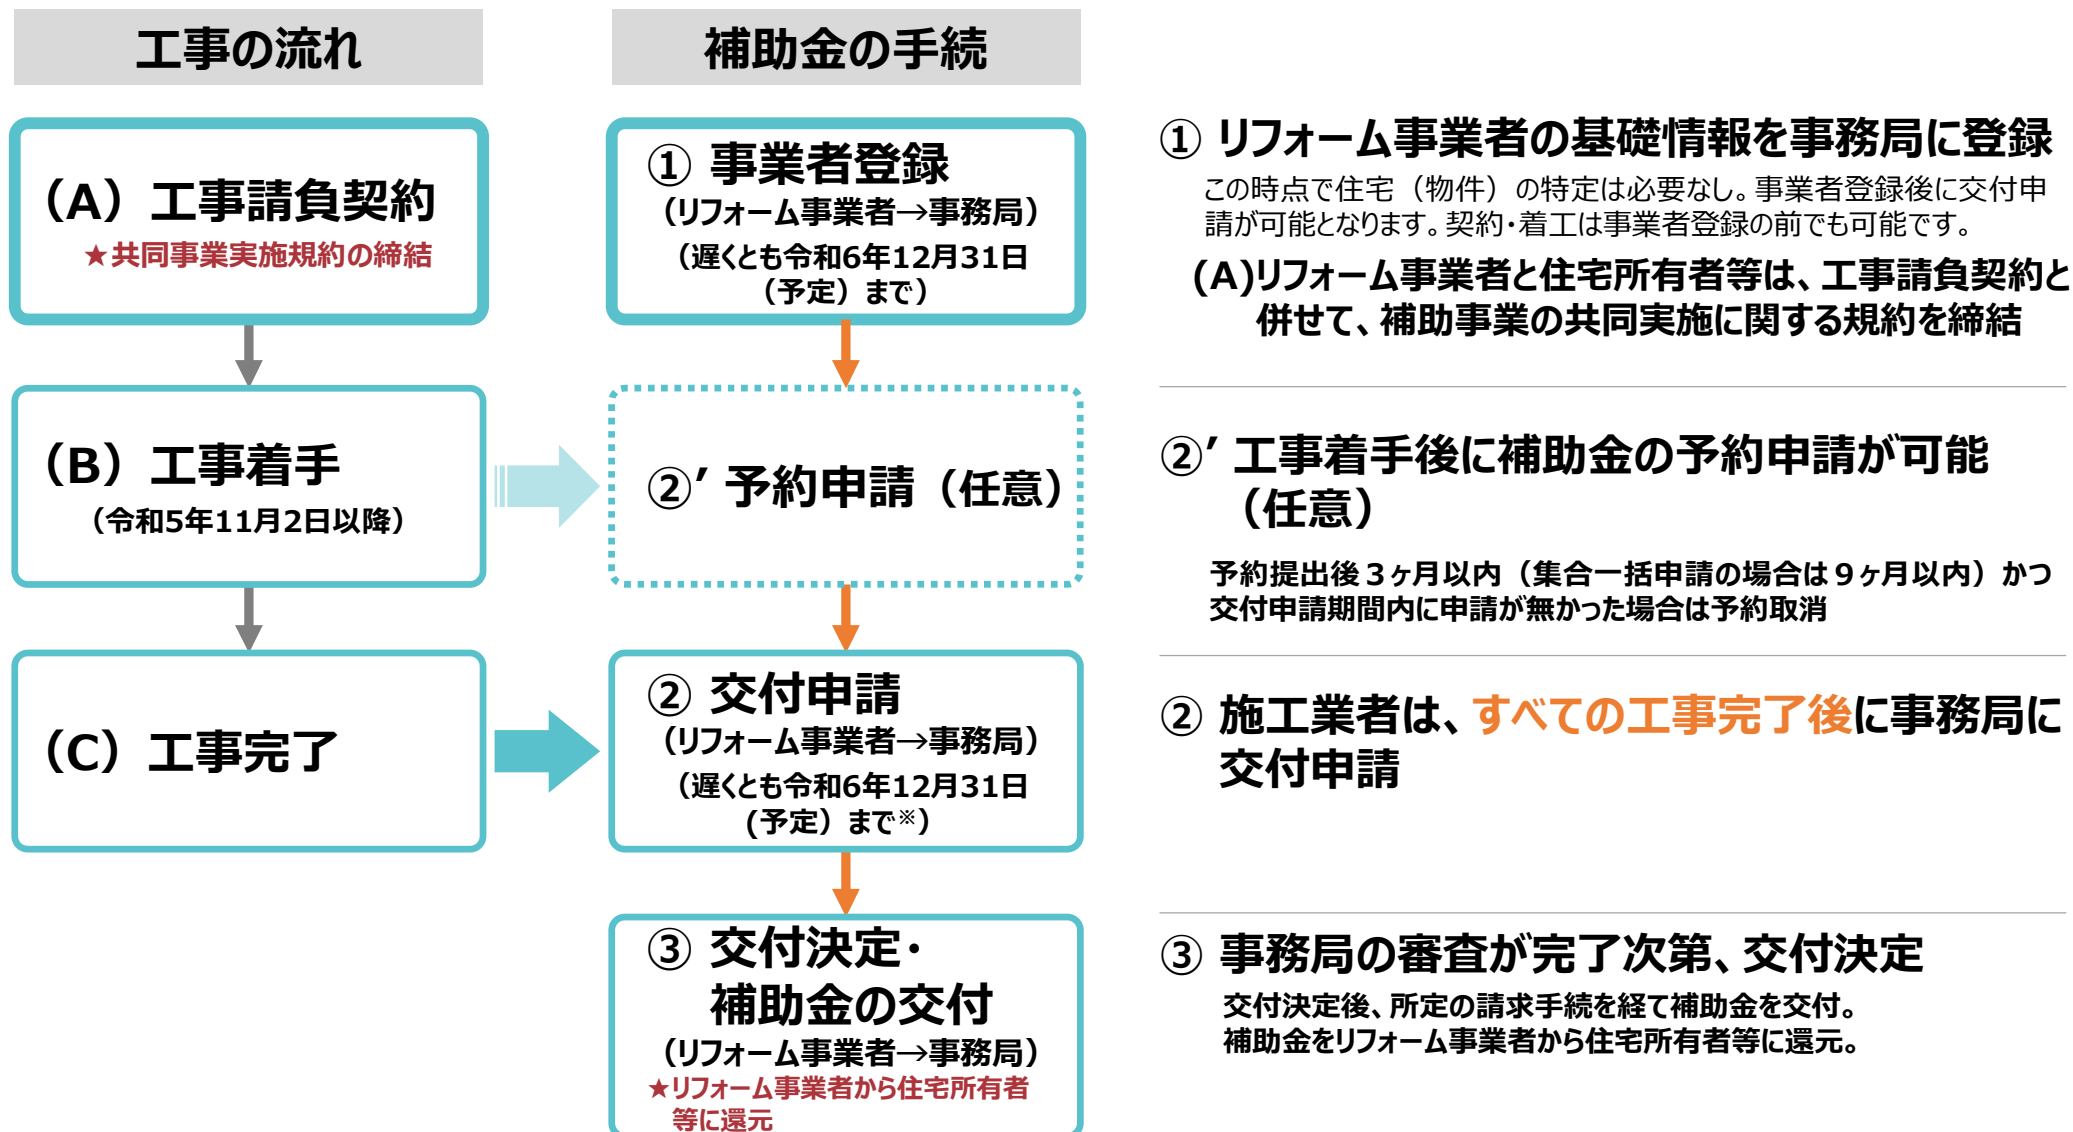 工事の流れ
補助金の手続
（A）工事請負契約
★共同事業実施規約の締結
① 事業者登録
（リフォーム事業者→事務局）
（遅くとも令和6年12月31日
（予定）まで）
① リフォーム事業者の基礎情報を事務局に登録
この時点で住宅（物件）の特定は必要なし。事業者登録後に交付申
請が可能となります。契約・着工は事業者登録の前でも可能です。
(A)リフォーム事業者と住宅所有者等は、工事請負契約と
併せて、補助事業の共同実施に関する規約を締結
（B）工事着手
（令和5年11月2日以降）
②’ 予約申請（任意）
②’ 工事着手後に補助金の予約申請が可能
（任意）
予約提出後３ヶ月以内（集合一括申請の場合は９ヶ月以内）かつ
交付申請期間内に申請が無かった場合は予約取消
（C）工事完了
② 交付申請
（リフォーム事業者→事務局）
（遅くとも令和6年12月31日
(予定）まで※）
② 施工業者は、すべての工事完了後に事務局に
交付申請
③ 交付決定・
補助金の交付
（リフォーム事業者→事務局）
★リフォーム事業者から住宅所有者
等に還元
③ 事務局の審査が完了次第、交付決定
交付決定後、所定の請求手続を経て補助金を交付。
補助金をリフォーム事業者から住宅所有者等に還元。